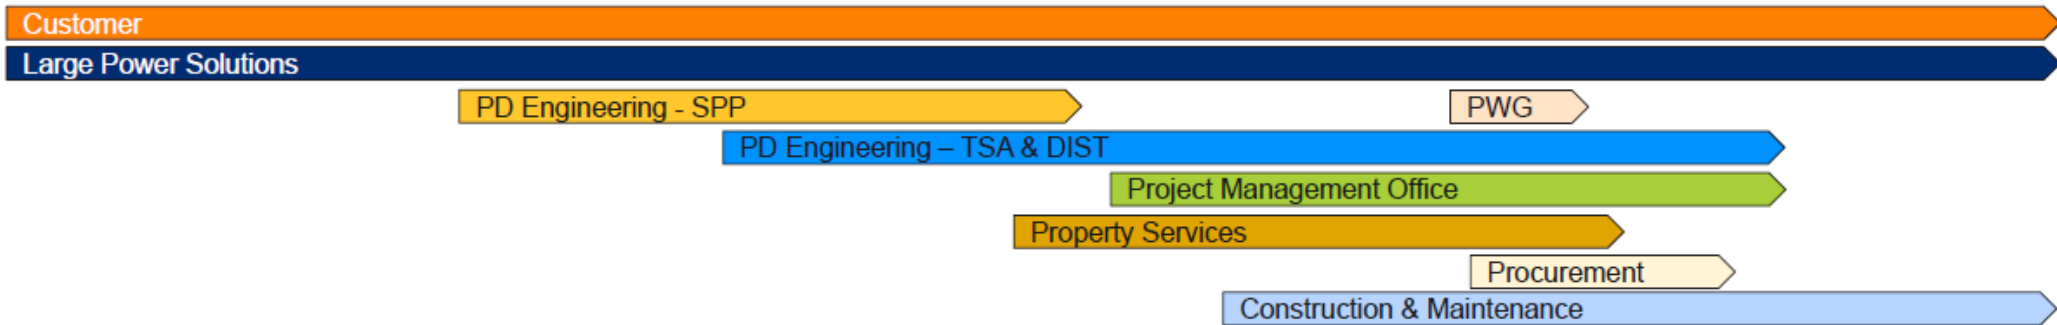 Customer
Large Power Solutions
PD Engineering - SPP
PWG
PD Engineering – TSA & DIST
Project Management Office
Property Services
Procurement
Construction & Maintenance